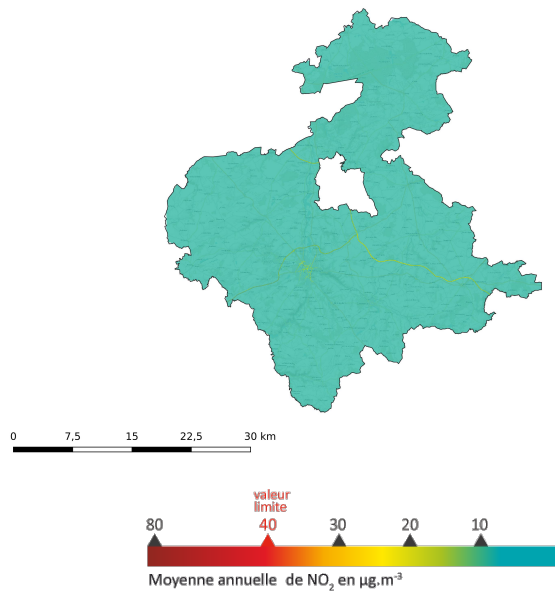 0 7,5 15 22,5 30 km
valeur
limite
80 40 30 20 10
Moyenne annuelle de NO₂ en µg.m⁻³